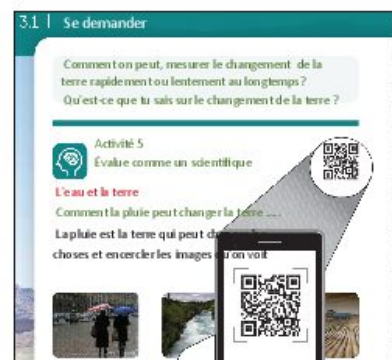 3.1 | Se demander
Comment on peut, mesurer le changement de la
terre rapidement ou lentement au longtemps ?
Qu'est-ce que tu sais sur le changement de la terre ?
Activité 5
Évalue comme un scientifique
L'eau et la terre
Comment la pluie peut changer la terre ....
La pluie est la terre qui peut
choses et encercler les images qu'on voit